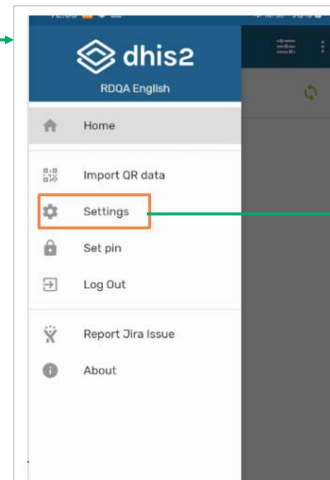 dhis2
RDQA English
Home
Import QR data
Settings
Set pin
Log Out
Report Jira Issue
About